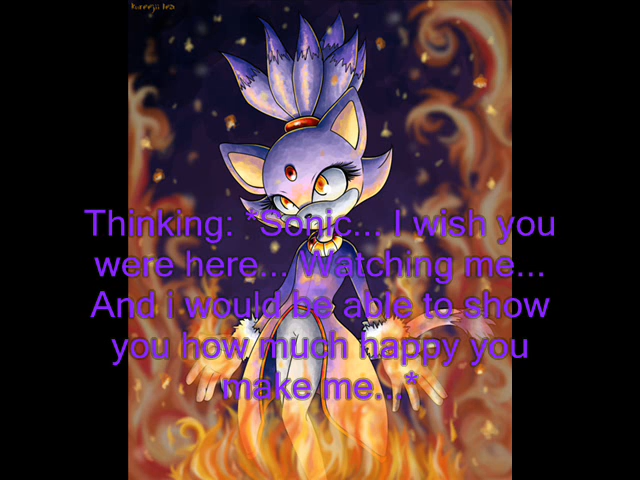 Thinking: *Sonic... I wish you
were here... Watching me...
And i would be able to show
you how much happy you
make me...*